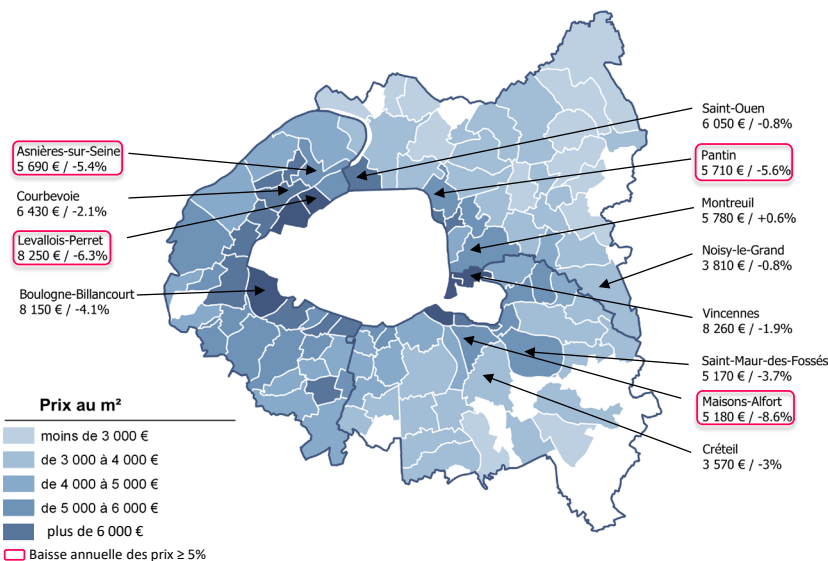 Saint-Ouen
6 050 € / -0.8%
Asnières-sur-Seine
5 690 € / -5.4%
Pantin
5 710 € / -5.6%
Courbevoie
6 430 € / -2.1%
Montreuil
5 780 € / +0.6%
Levallois-Perret
8 250 € / -6.3%
Noisy-le-Grand
3 810 € / -0.8%
Boulogne-Billancourt
8 150 € / -4.1%
Vincennes
8 260 € / -1.9%
Saint-Maur-des-Fossés
5 170 € / -3.7%
Maisons-Alfort
5 180 € / -8.6%
Créteil
3 570 € / -3%
Prix au m²
moins de 3 000 €
de 3 000 à 4 000 €
de 4 000 à 5 000 €
de 5 000 à 6 000 €
plus de 6 000 €
Baisse annuelle des prix ≥ 5%